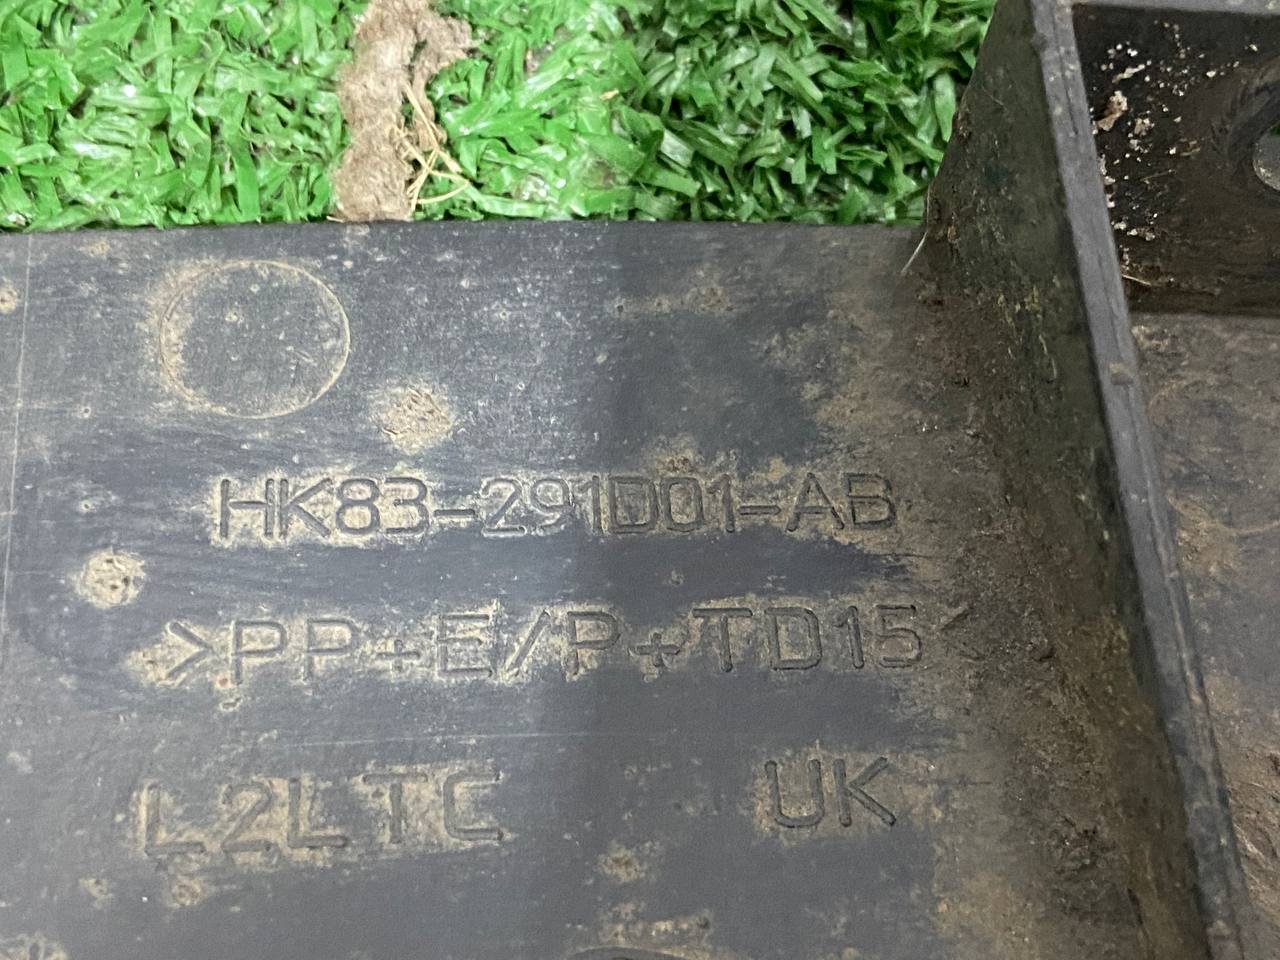 HK83-291D01-AB
>PP+E/P+TD15<
L2LTC UK